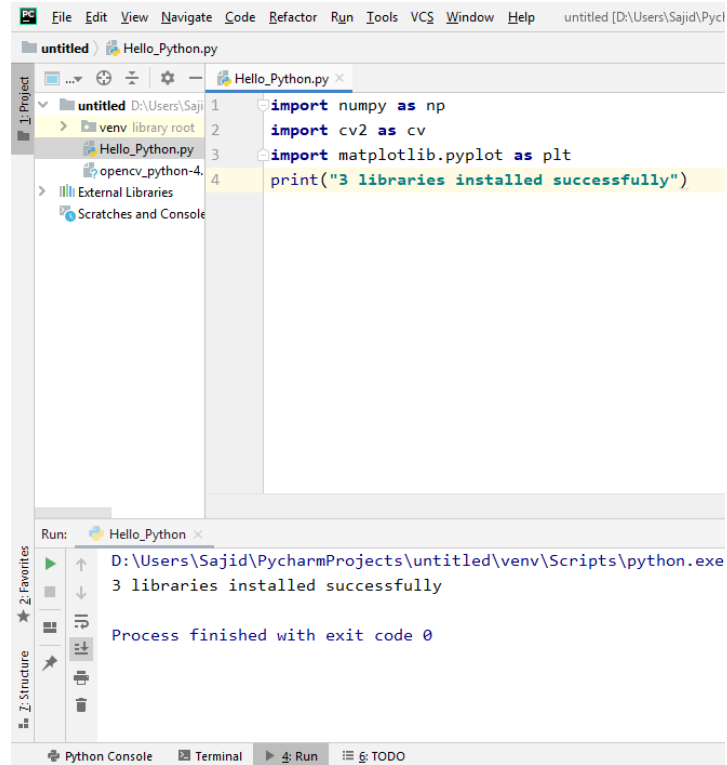 PC File Edit View Navigate Code Refactor Run Tools VCS Window Help untitled [D:\Users\Sajid\Pych
untitled Hello_Python.py
1: Project
... Hello_Python.py
untitled D:\Users\Saji
venv library root
Hello_Python.py
opencv_python-4.
External Libraries
Scratches and Console
1 import numpy as np
2 import cv2 as cv
3 import matplotlib.pyplot as plt
4 print("3 libraries installed successfully")
Run: Hello_Python
D:\Users\Sajid\PycharmProjects\untitled\venv\Scripts\python.exe
3 libraries installed successfully
Process finished with exit code 0
2: Favorites
7: Structure
Python Console Terminal 4: Run 6: TODO